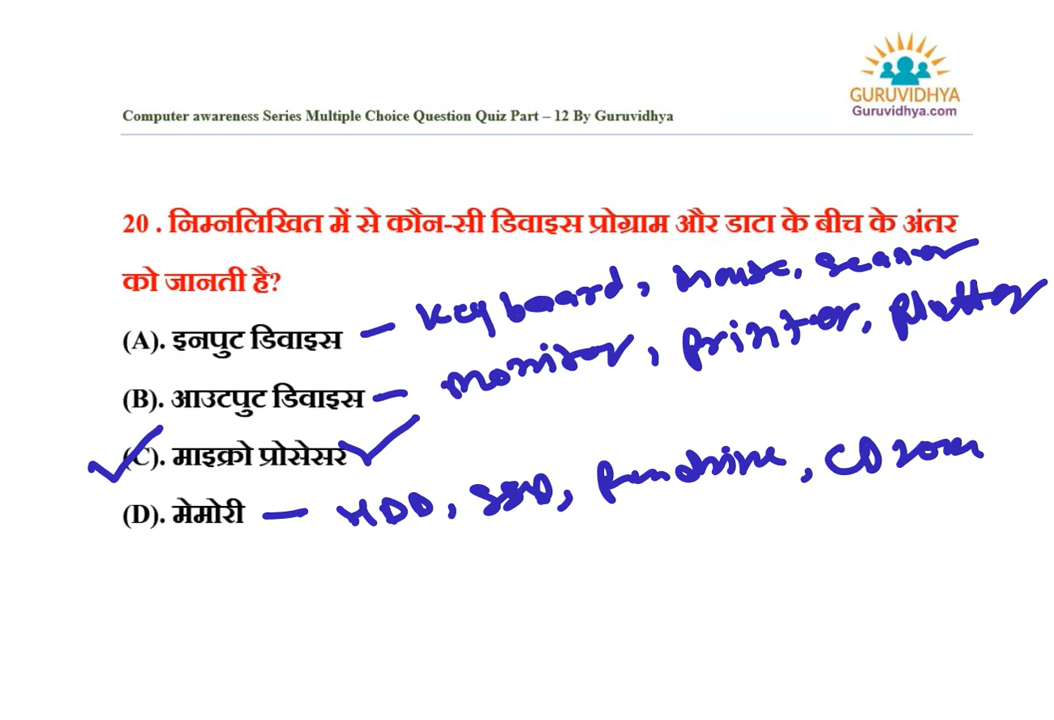 GURUVIDHYA
Guruvidhya.com
Computer awareness Series Multiple Choice Question Quiz Part – 12 By Guruvidhya
20 . निम्नलिखित में से कौन-सी डिवाइस प्रोग्राम और डाटा के बीच के अंतर
को जानती है?
(A). इनपुट डिवाइस – Keyboard, mouse, Scanner
(B). आउटपुट डिवाइस – Monitor, Printer, Plotter
(C). माइक्रो प्रोसेसर
(D). मेमोरी – HDD, SSD, Pendrive, CD rom